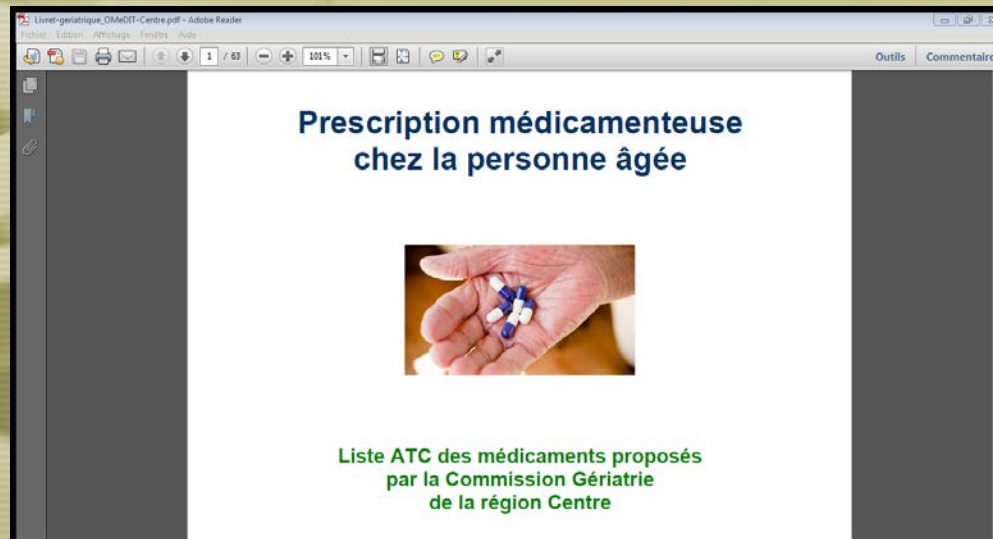 Livret-geriatrique_OMeDIT-Centre.pdf - Adobe Reader
Fichier Edition Affichage Fenêtre Aide
1 / 63 101% Outils Commentaire
Prescription médicamenteuse
chez la personne âgée
Liste ATC des médicaments proposés
par la Commission Gériatrie
de la région Centre